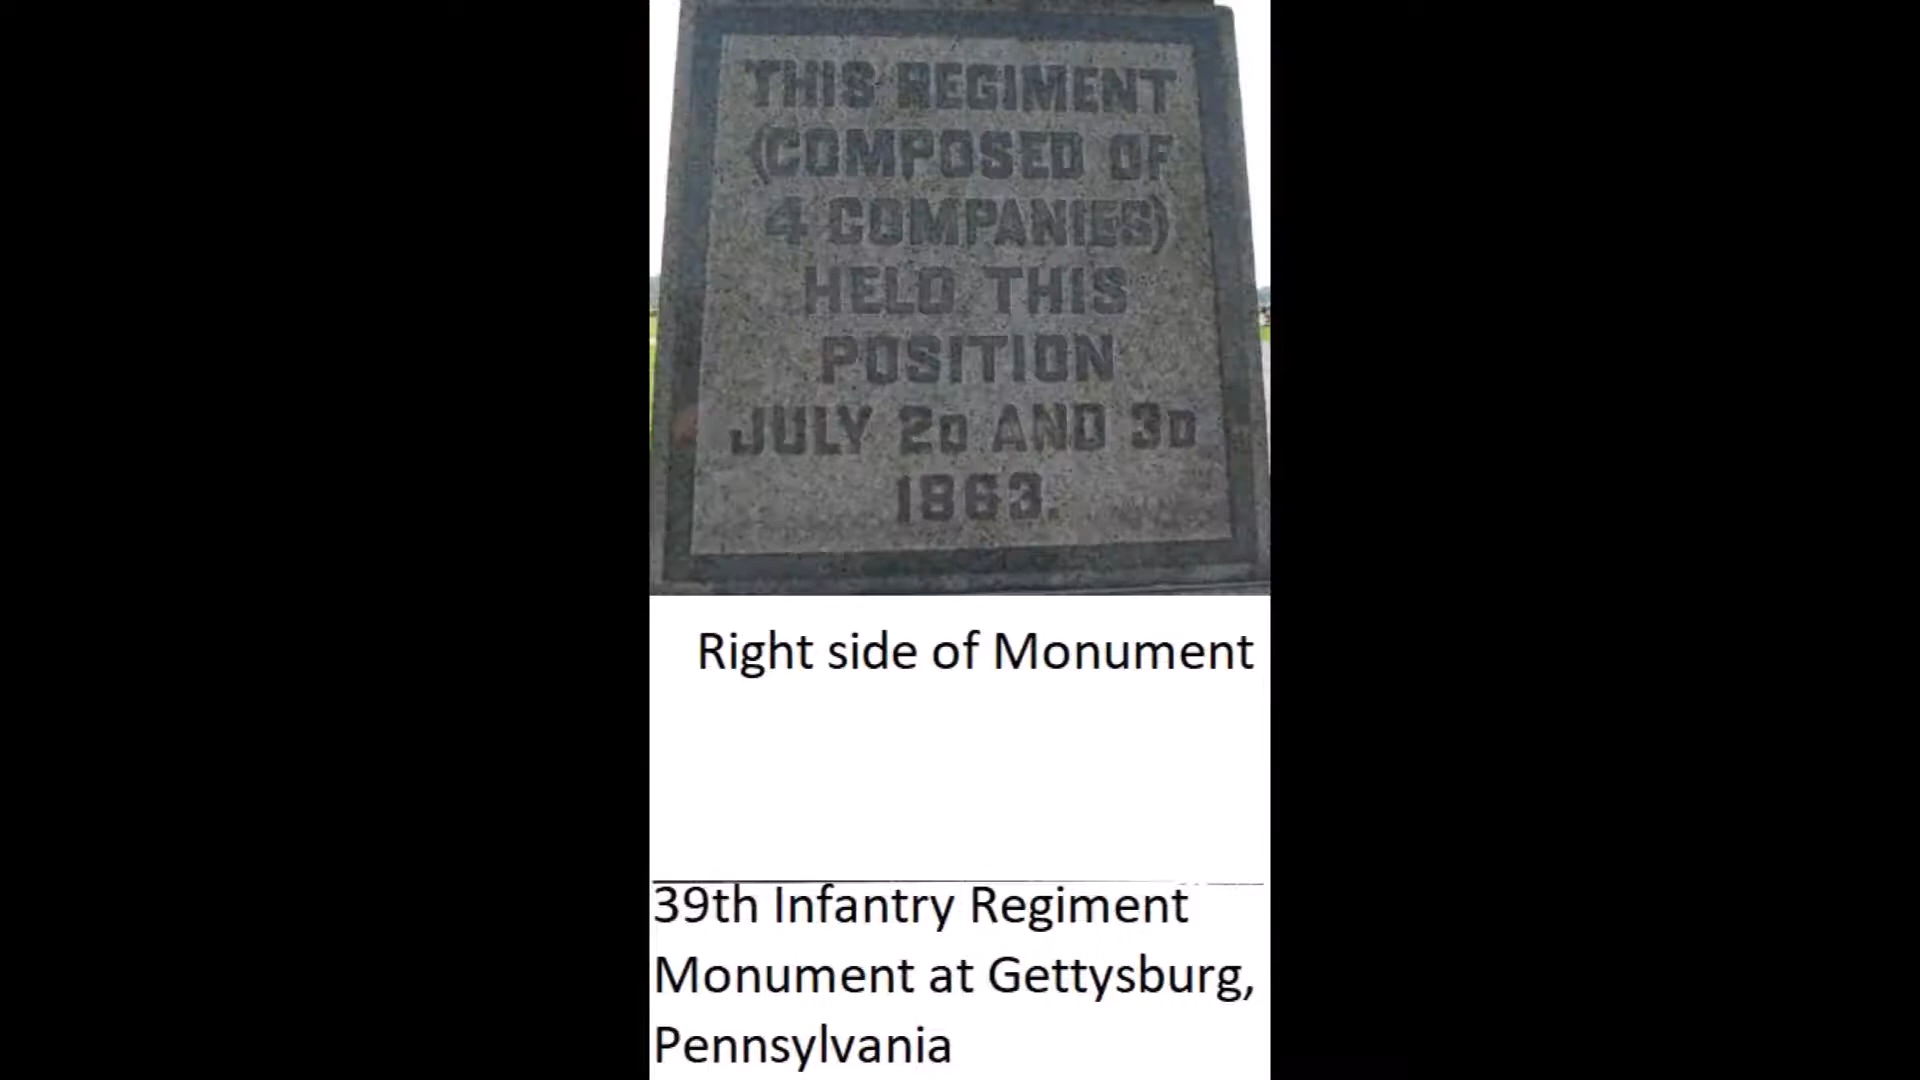 THIS REGIMENT
(COMPOSED OF
4 COMPANIES)
HELD THIS
POSITION
JULY 2D AND 3D
1863.
Right side of Monument
39th Infantry Regiment
Monument at Gettysburg,
Pennsylvania